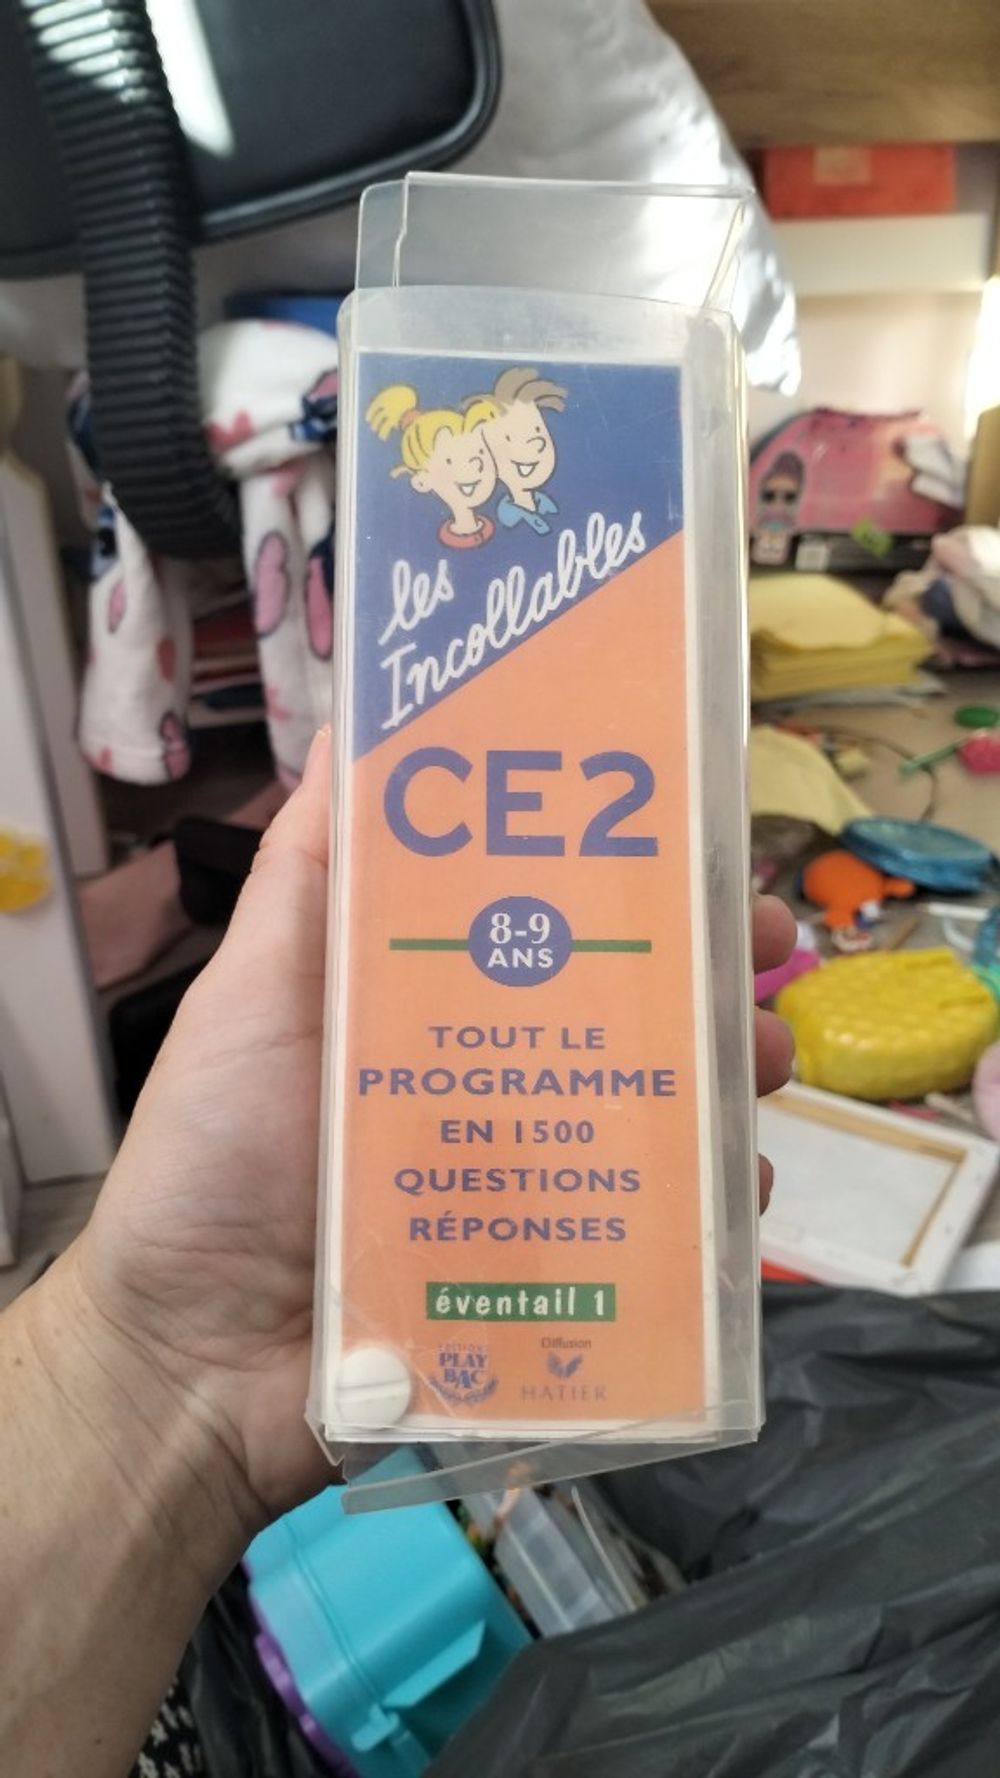 les
Incollables
CE2
8-9
ANS
TOUT LE
PROGRAMME
EN 1500
QUESTIONS
RÉPONSES
éventail 1
EDITIONS
PLAY
BAC
Diffusion
HATIER